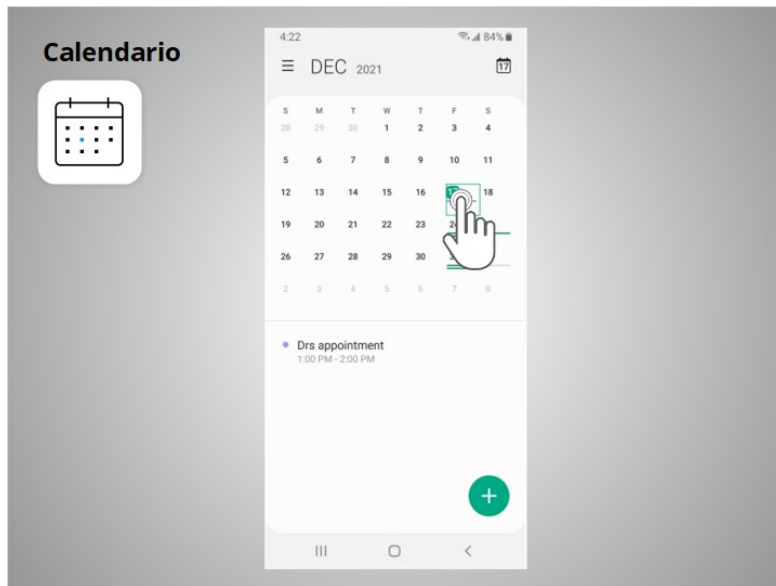 Calendario
4:22 84%
DEC 2021 17
S M T W T F S
28 29 30 1 2 3 4
5 6 7 8 9 10 11
12 13 14 15 16 18
19 20 21 22 23
26 27 28 29 30
2 3 4 5 6 7 8
Drs appointment
1:00 PM - 2:00 PM